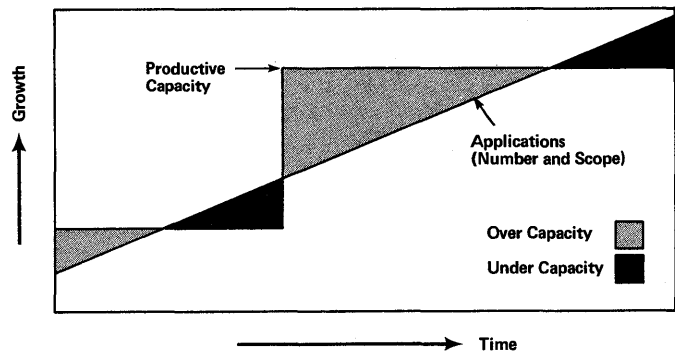 Growth
Productive
Capacity
Applications
(Number and Scope)
Over Capacity
Under Capacity
Time